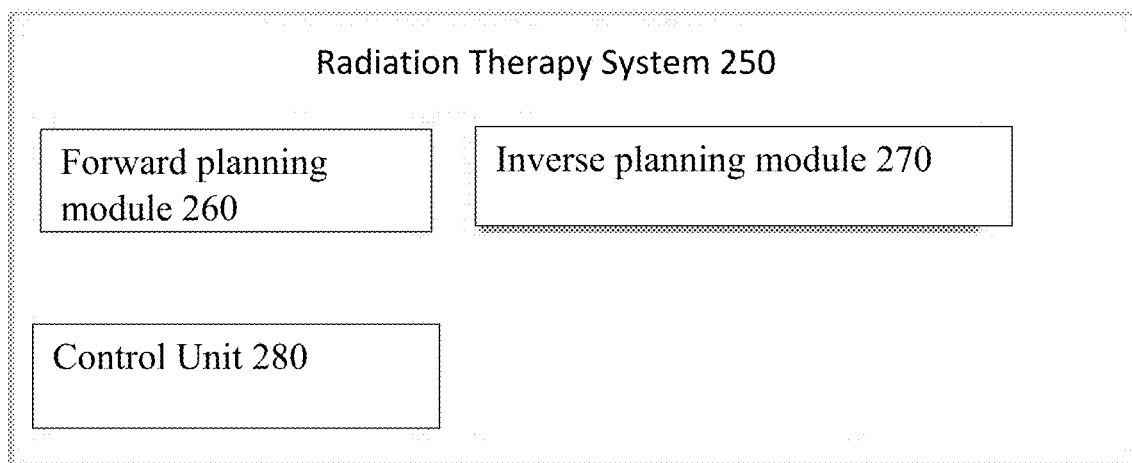 Radiation Therapy System 250
Forward planning
module 260
Inverse planning module 270
Control Unit 280